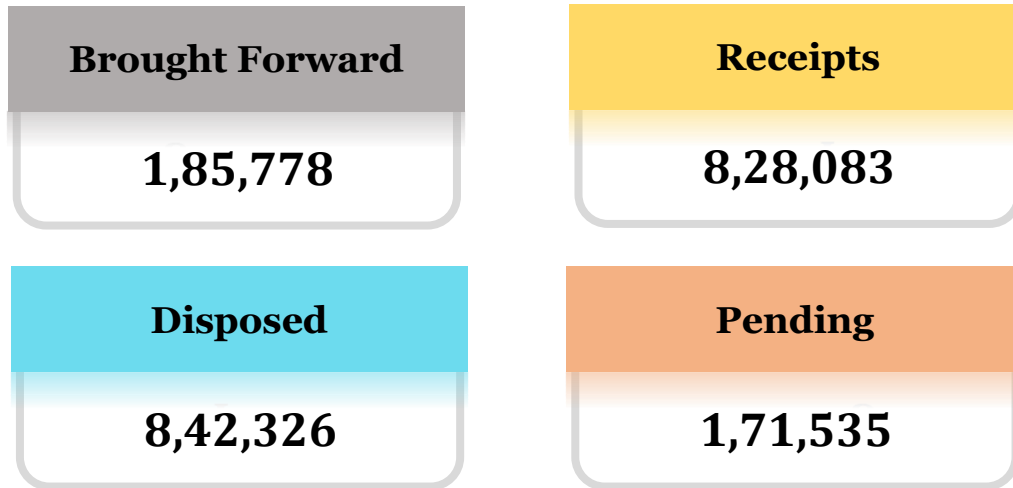 Brought Forward
1,85,778
Receipts
8,28,083
Disposed
8,42,326
Pending
1,71,535